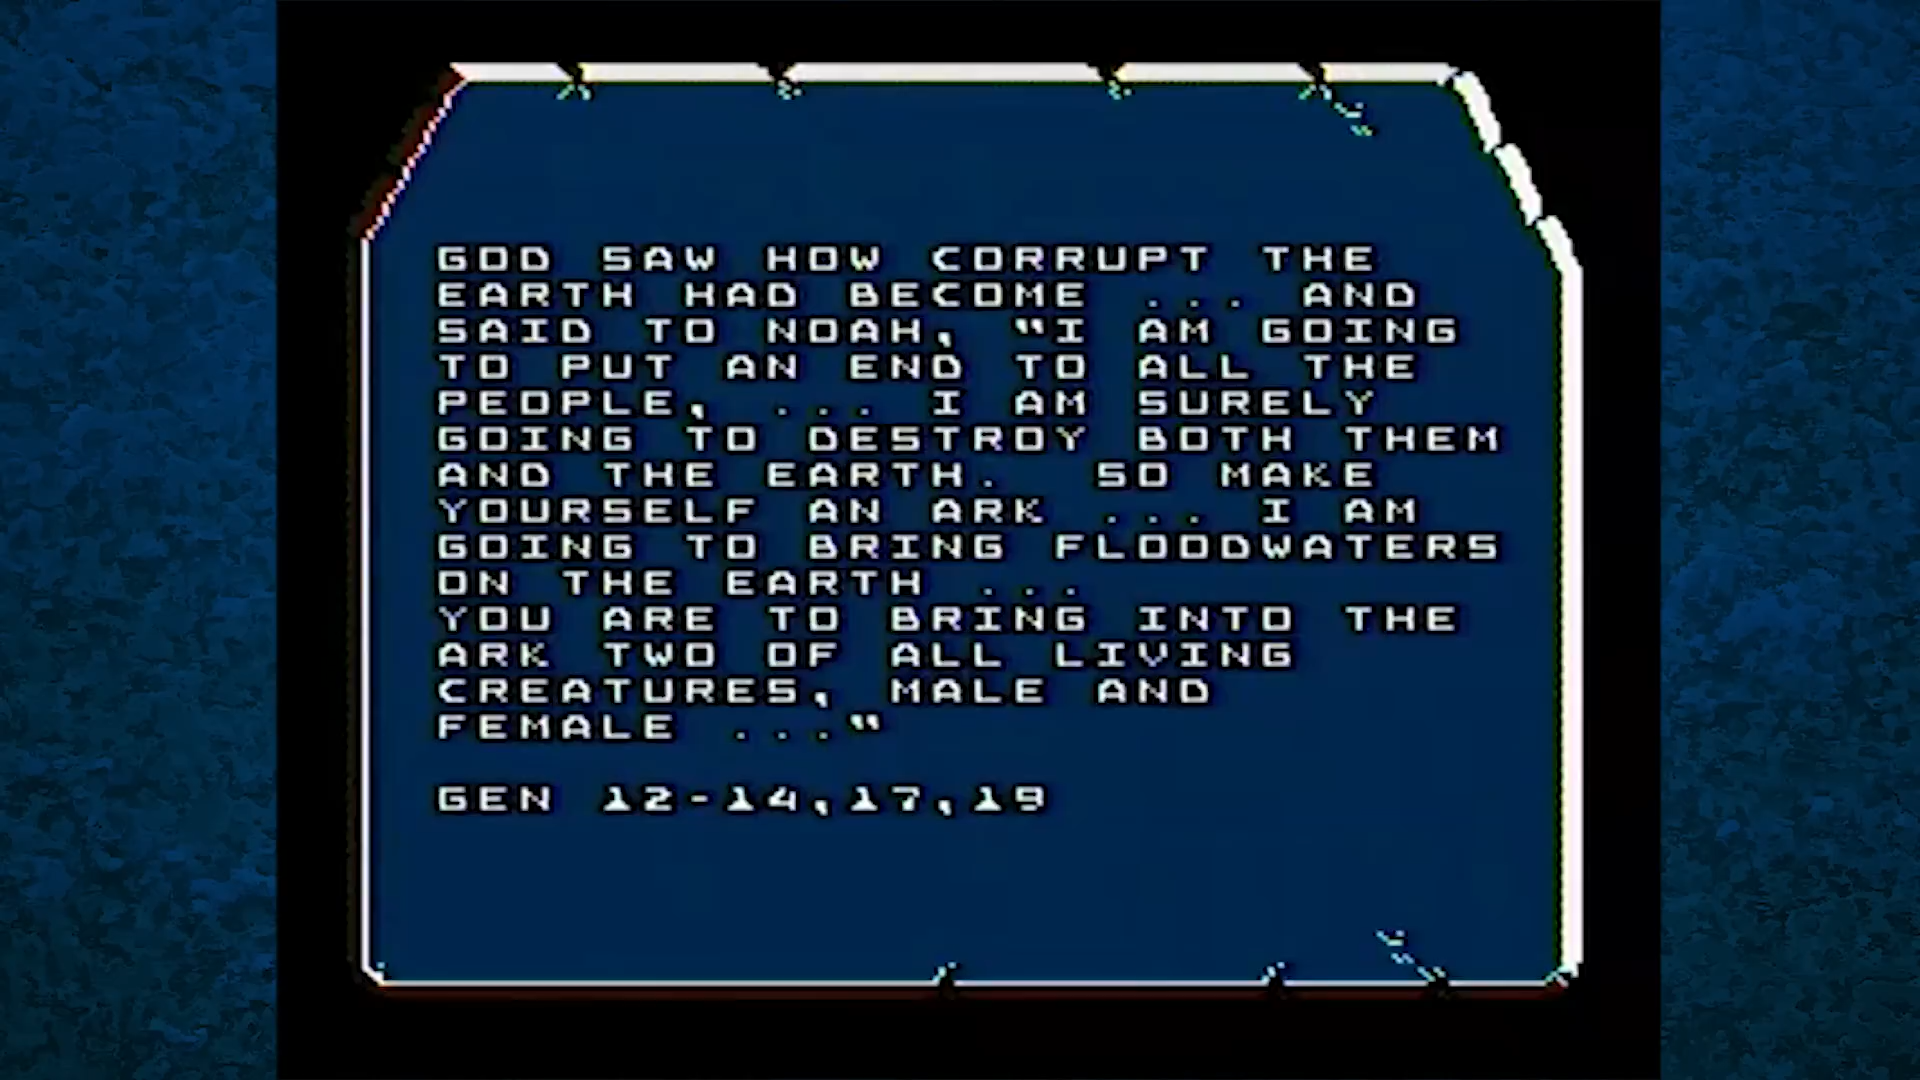 GOD SAW HOW CORRUPT THE
EARTH HAD BECOME ... AND
SAID TO NOAH, "I AM GOING
TO PUT AN END TO ALL THE
PEOPLE, ... I AM SURELY
GOING TO DESTROY BOTH THEM
AND THE EARTH. SO MAKE
YOURSELF AN ARK ... I AM
GOING TO BRING FLOODWATERS
ON THE EARTH ...
YOU ARE TO BRING INTO THE
ARK TWO OF ALL LIVING
CREATURES, MALE AND
FEMALE ..."
GEN 12-14,17,19